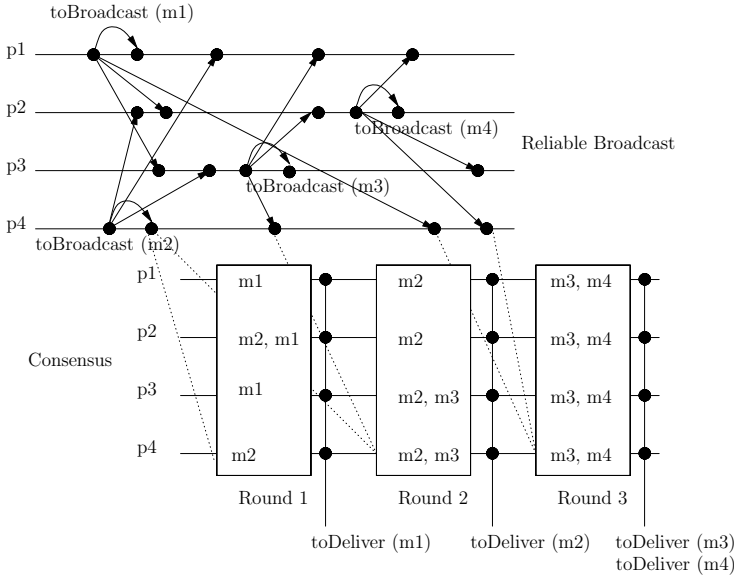 toBroadcast (m1)
p1
p2
toBroadcast (m4)
Reliable Broadcast
p3
toBroadcast (m3)
p4
toBroadcast (m2)
p1
m1
m2
m3, m4
p2
m2, m1
m2
m3, m4
Consensus
p3
m1
m2, m3
m3, m4
p4
m2
m2, m3
m3, m4
Round 1
Round 2
Round 3
toDeliver (m1)
toDeliver (m2)
toDeliver (m3)
toDeliver (m4)